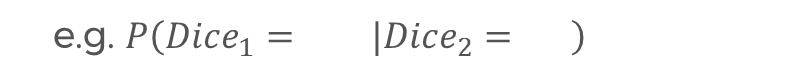 e.g. P(Dice₁ = |Dice₂ = )